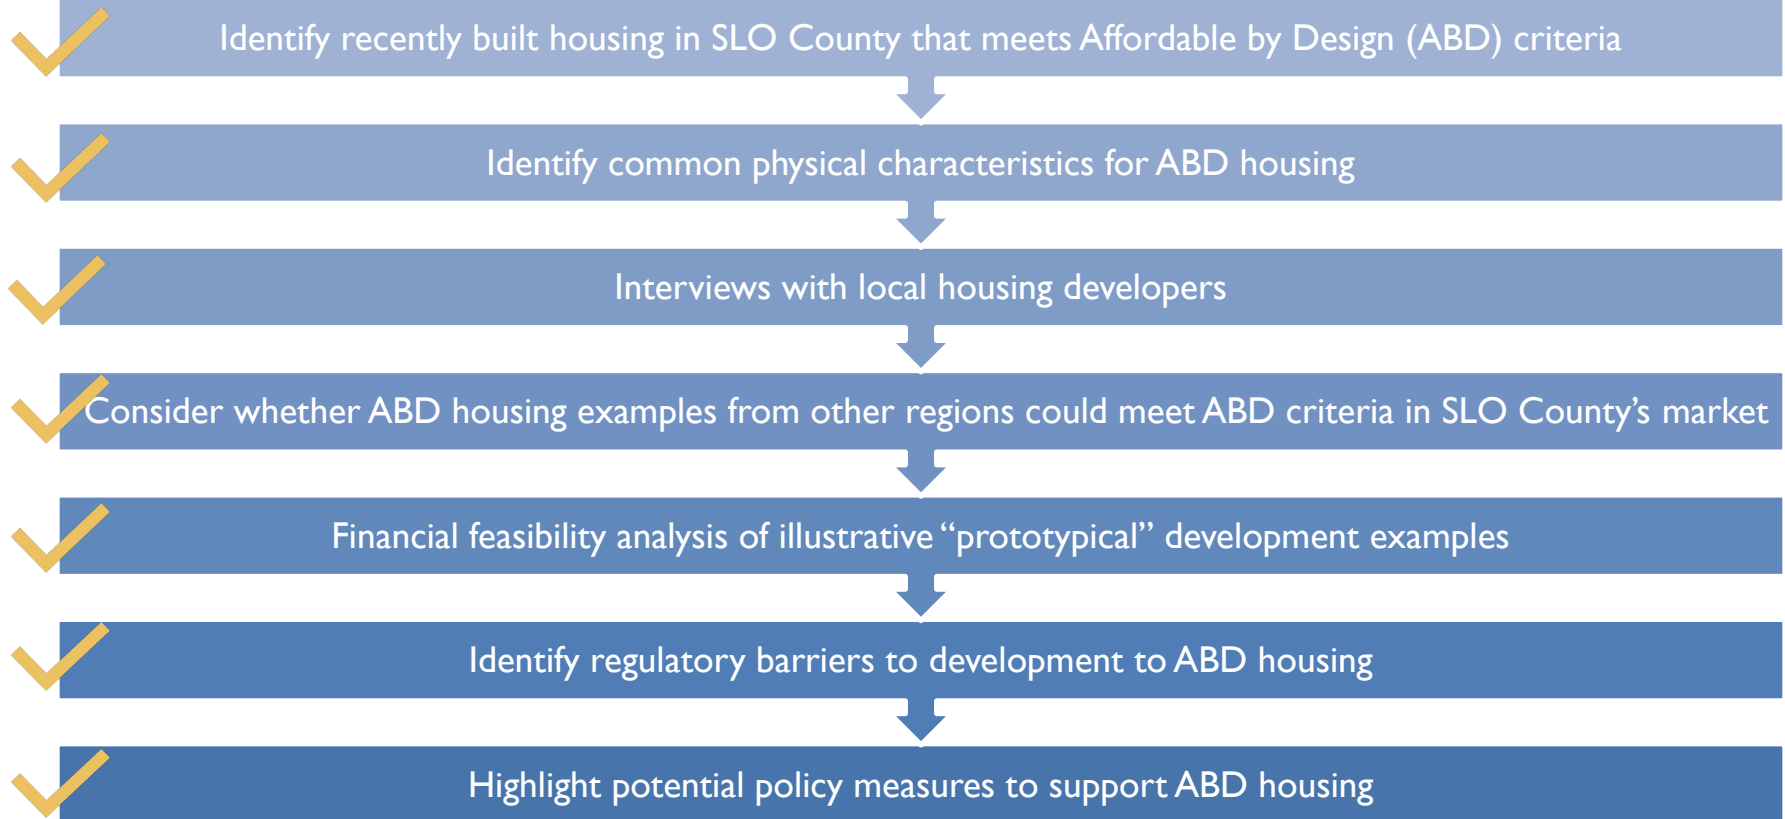 Identify recently built housing in SLO County that meets Affordable by Design (ABD) criteria
Identify common physical characteristics for ABD housing
Interviews with local housing developers
Consider whether ABD housing examples from other regions could meet ABD criteria in SLO County’s market
Financial feasibility analysis of illustrative “prototypical” development examples
Identify regulatory barriers to development to ABD housing
Highlight potential policy measures to support ABD housing